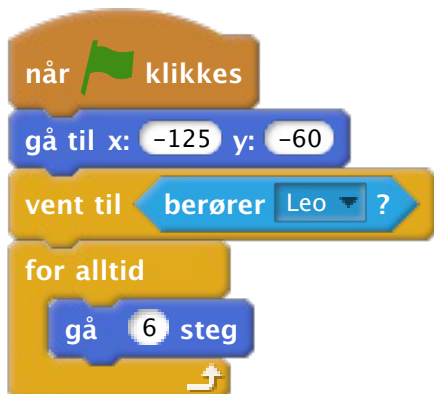 når klikkes
gå til x: -125 y: -60
vent til berører Leo ?
for alltid
gå 6 steg